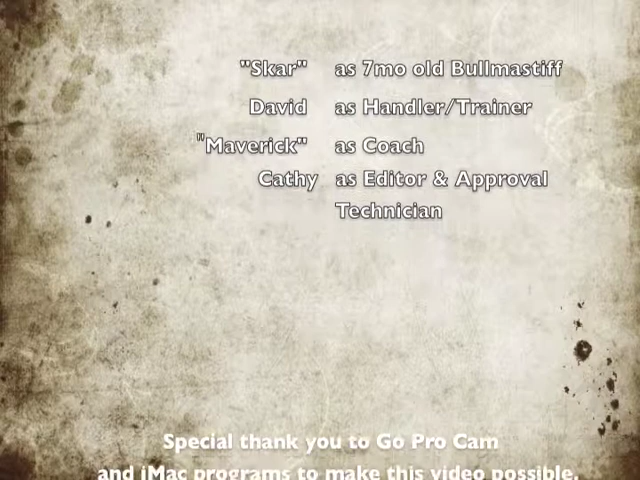 "Skar" as 7mo old Bullmastiff
David as Handler/Trainer
"Maverick" as Coach
Cathy as Editor & Approval
Technician
Special thank you to Go Pro Cam
and iMac programs to make this video possible.